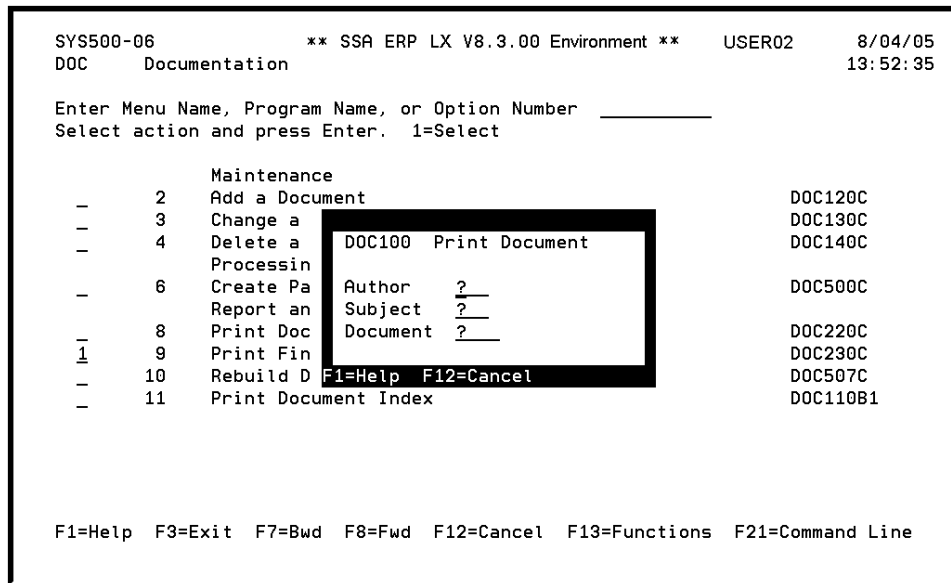 SYS500-06 ** SSA ERP LX V8.3.00 Environment ** USER02 8/04/05
DOC Documentation 13:52:35
Enter Menu Name, Program Name, or Option Number
Select action and press Enter. 1=Select
Maintenance
2 Add a Document DOC120C
3 Change a DOC130C
4 Delete a DOC140C
Processin
6 Create Pa DOC500C
Report an
8 Print Doc DOC220C
1 9 Print Fin DOC230C
10 Rebuild D DOC507C
11 Print Document Index DOC110B1
DOC100 Print Document
Author ?
Subject ?
Document ?
F1=Help F12=Cancel
F1=Help F3=Exit F7=Bwd F8=Fwd F12=Cancel F13=Functions F21=Command Line